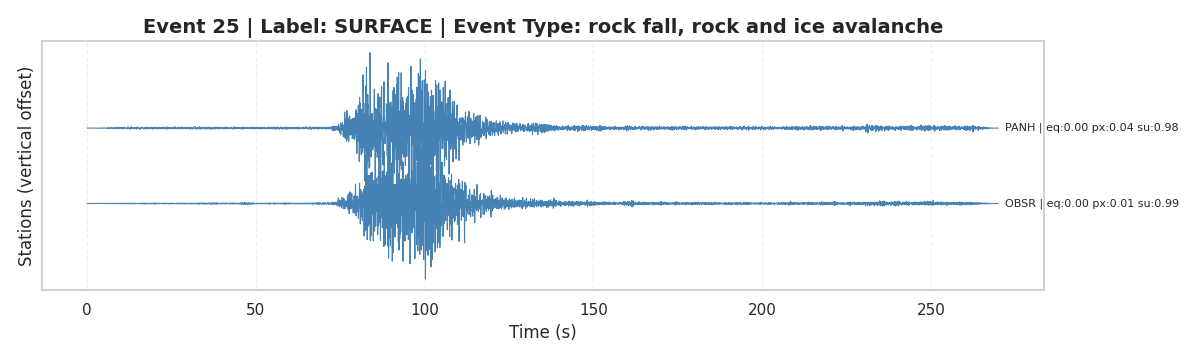 Event 25 | Label: SURFACE | Event Type: rock fall, rock and ice avalanche
Stations (vertical offset)
PANH | eq:0.00 px:0.04 su:0.98
OBSR | eq:0.00 px:0.01 su:0.99
0 50 100 150 200 250
Time (s)